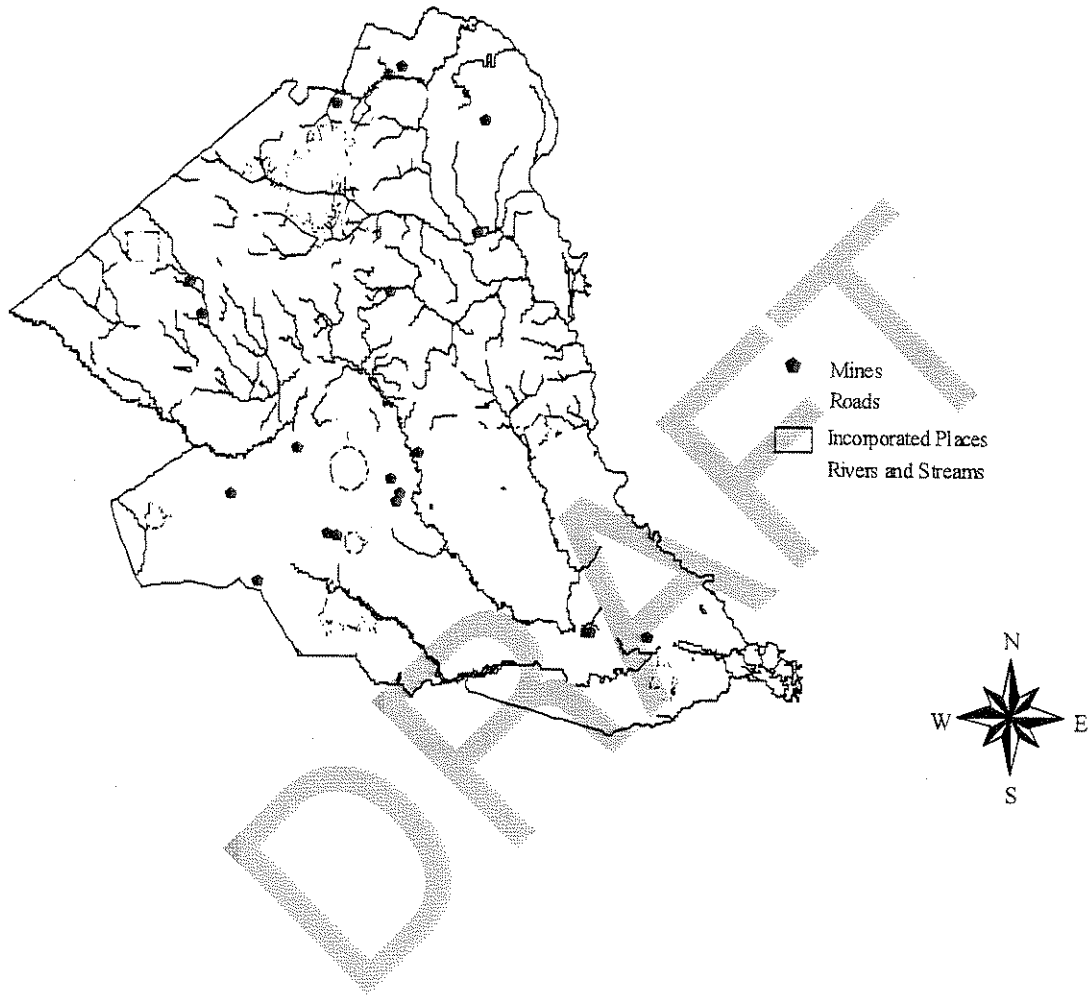 Mines
Roads
Incorporated Places
Rivers and Streams
N
W E
S
DRAFT